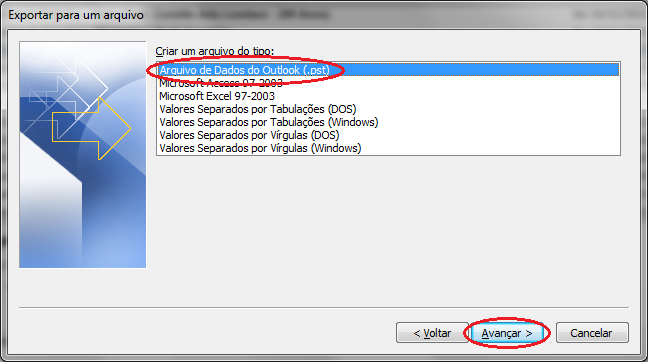 Exportar para um arquivo
Criar um arquivo do tipo:
Arquivo de Dados do Outlook (.pst)
Microsoft Access 97-2003
Microsoft Excel 97-2003
Valores Separados por Tabulações (DOS)
Valores Separados por Tabulações (Windows)
Valores Separados por Vírgulas (DOS)
Valores Separados por Vírgulas (Windows)
< Voltar
Avançar >
Cancelar